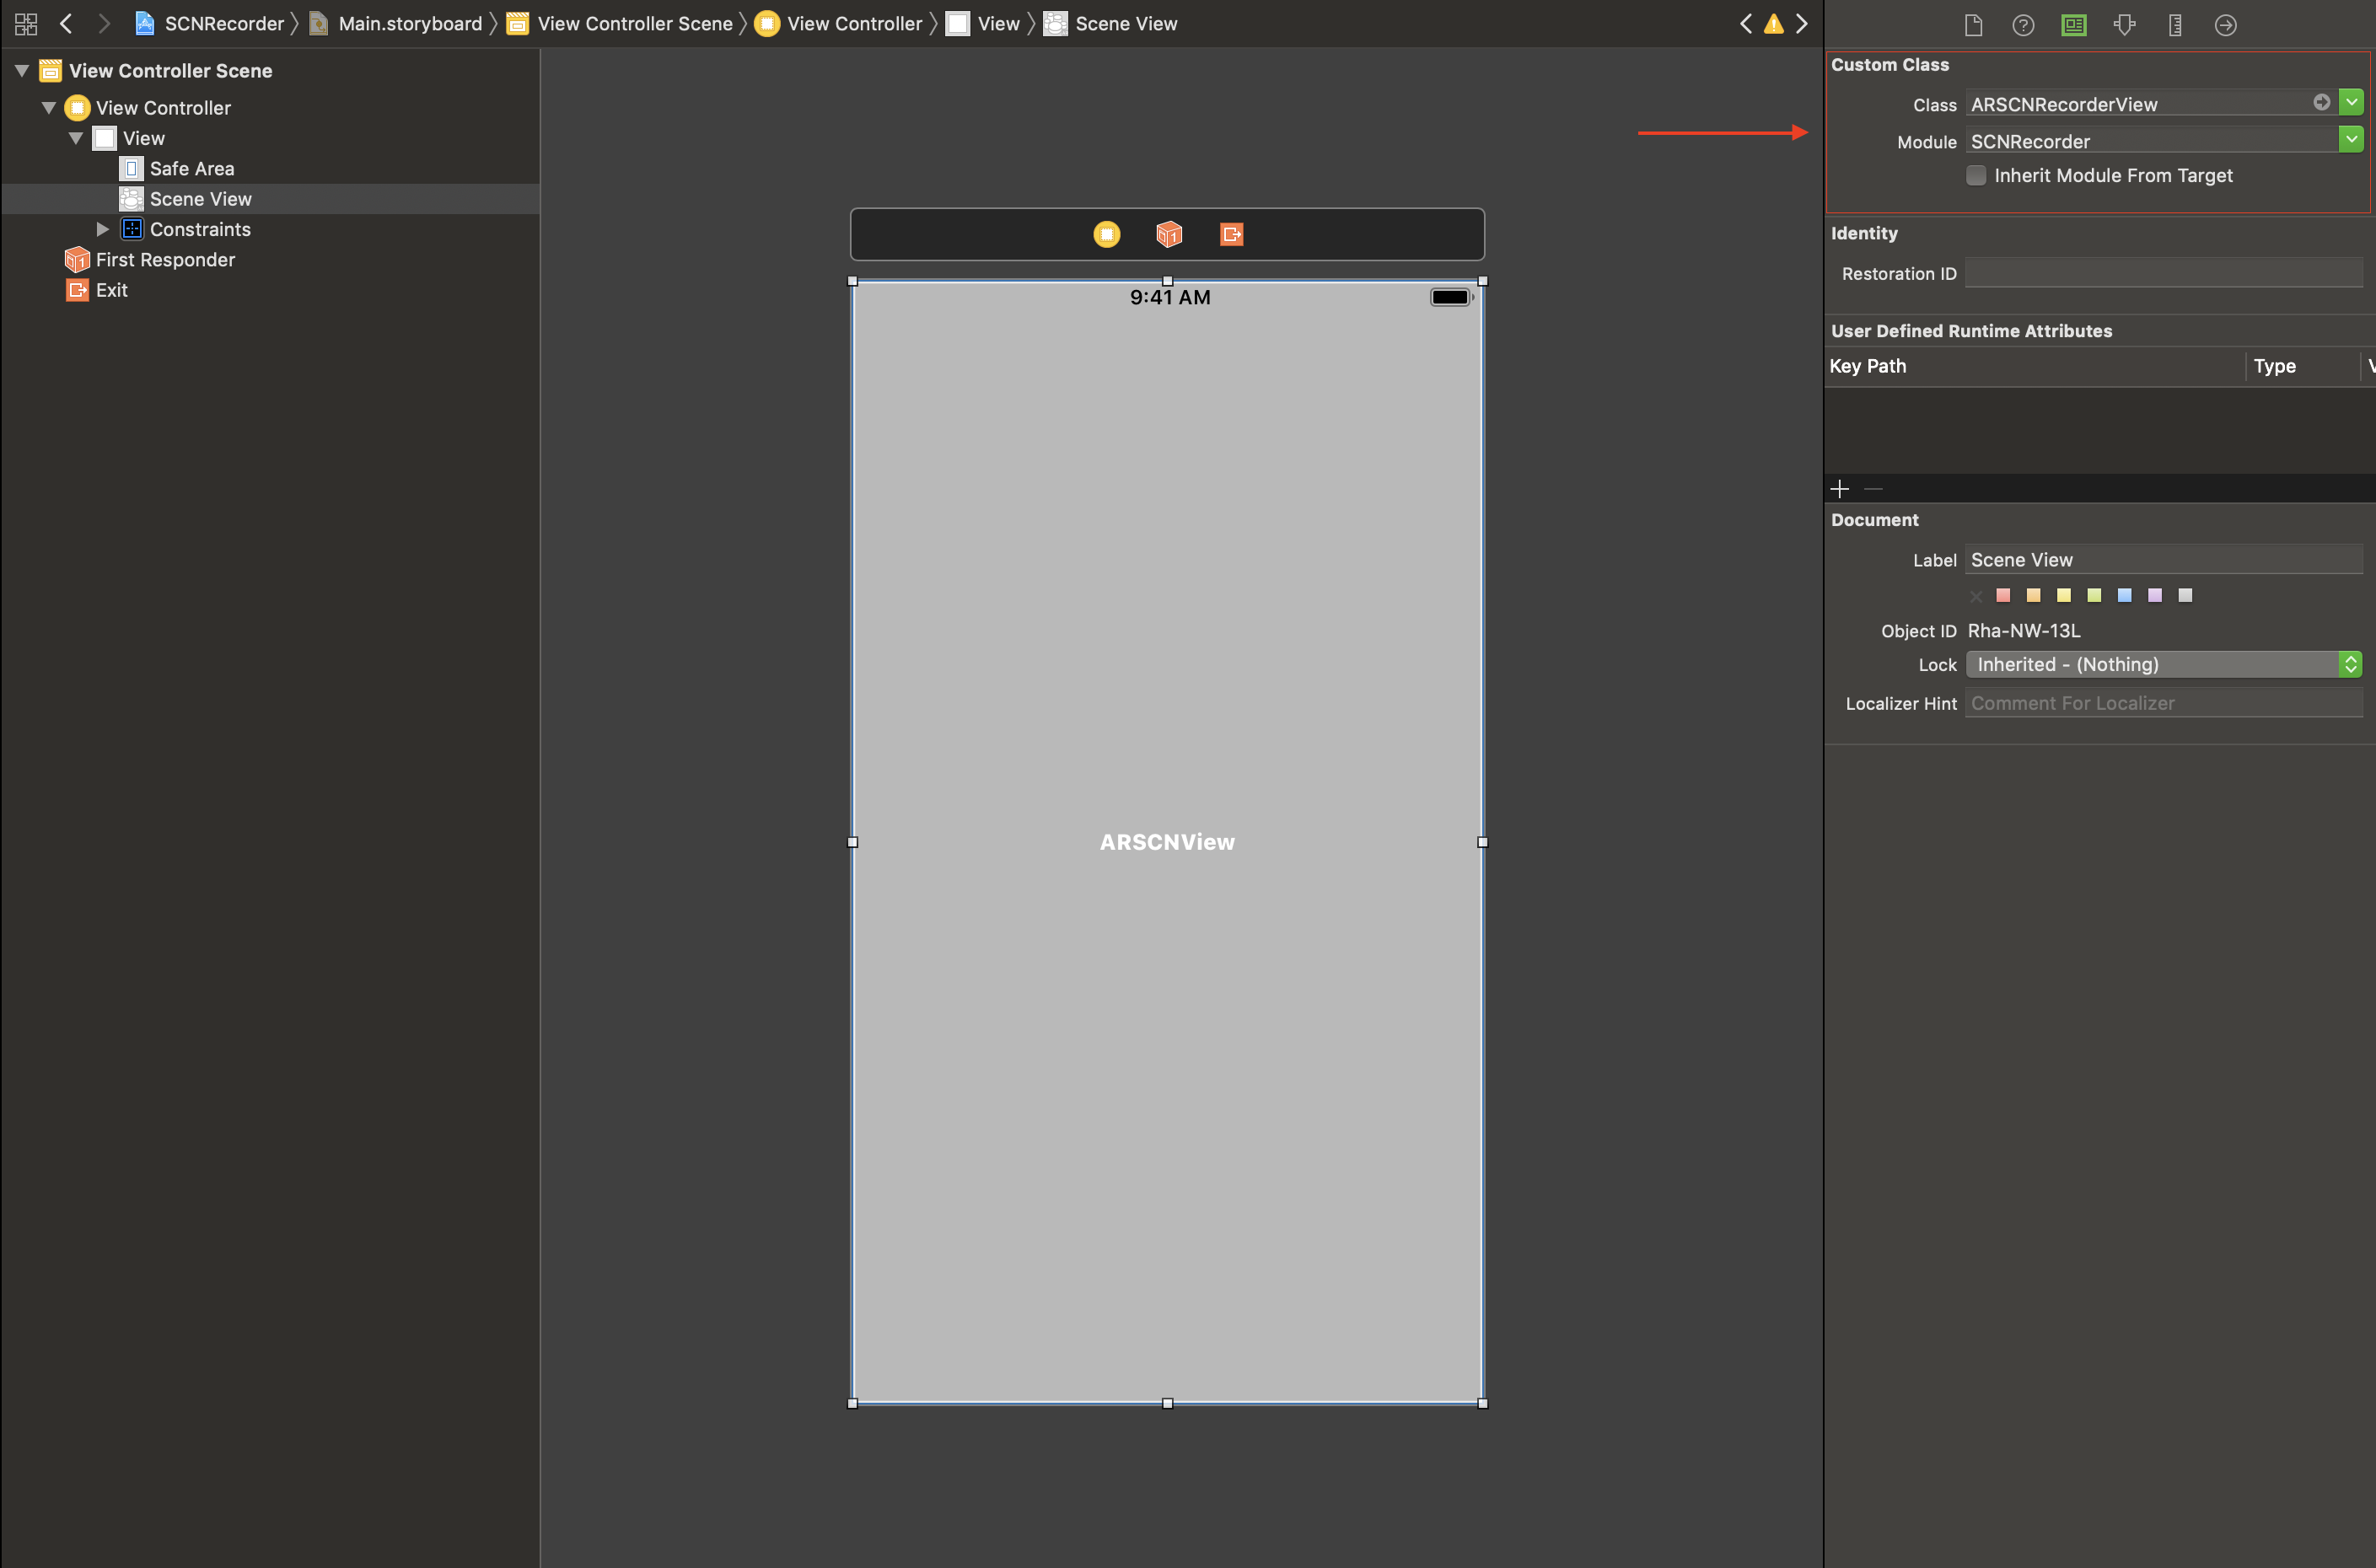 SCNRecorder Main.storyboard View Controller Scene View Controller View Scene View
View Controller Scene
View Controller
View
Safe Area
Scene View
Constraints
First Responder
Exit
9:41 AM
ARSCNView
Custom Class
Class ARSCNRecorderView
Module SCNRecorder
Inherit Module From Target
Identity
Restoration ID
User Defined Runtime Attributes
Key Path Type V
Document
Label Scene View
Object ID Rha-NW-13L
Lock Inherited - (Nothing)
Localizer Hint Comment For Localizer